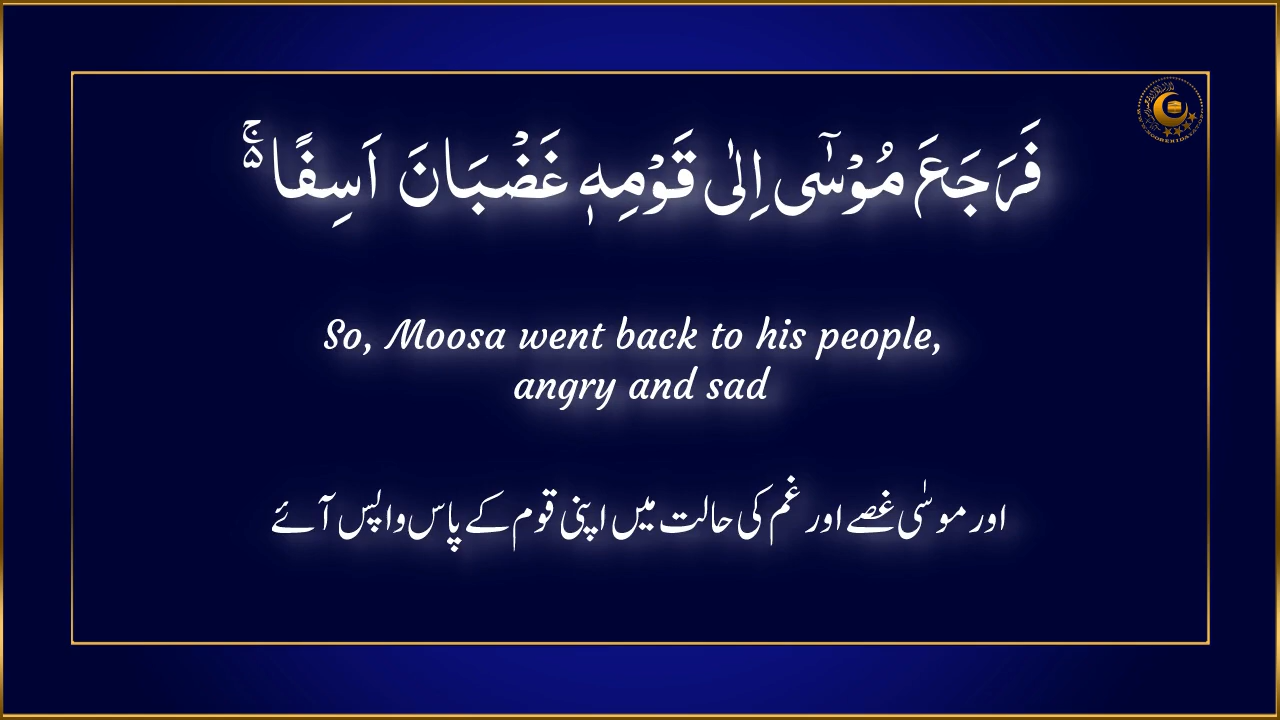 فَرَجَعَ مُوۡسٰۤی اِلٰی قَوۡمِهٖ غَضۡبَانَ اَسِفًا ۬ۚ
So, Moosa went back to his people,
angry and sad
اور موسٰی غصے اور غم کی حالت میں اپنی قوم کے پاس واپس آئے